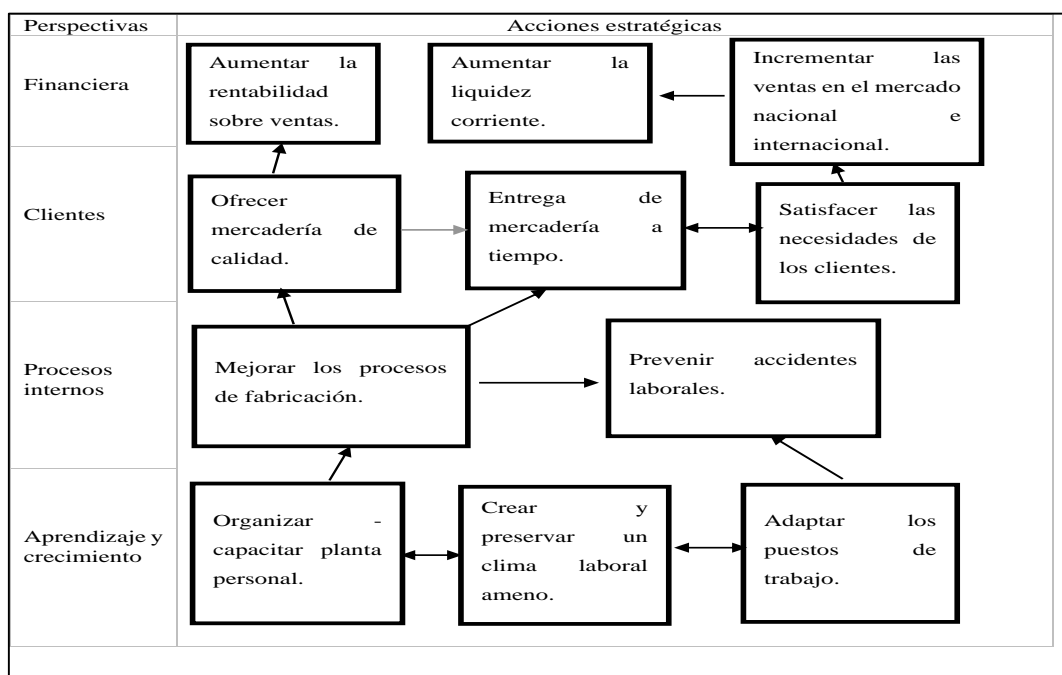 Perspectivas
Acciones estratégicas
Financiera
Aumentar la
rentabilidad
sobre ventas.
Aumentar la
liquidez
corriente.
Incrementar las
ventas en el mercado
nacional e
internacional.
Clientes
Ofrecer
mercadería de
calidad.
Entrega de
mercadería a
tiempo.
Satisfacer las
necesidades de
los clientes.
Procesos
internos
Mejorar los procesos
de fabricación.
Prevenir accidentes
laborales.
Aprendizaje y
crecimiento
Organizar -
capacitar planta
personal.
Crear y
preservar un
clima laboral
ameno.
Adaptar los
puestos de
trabajo.